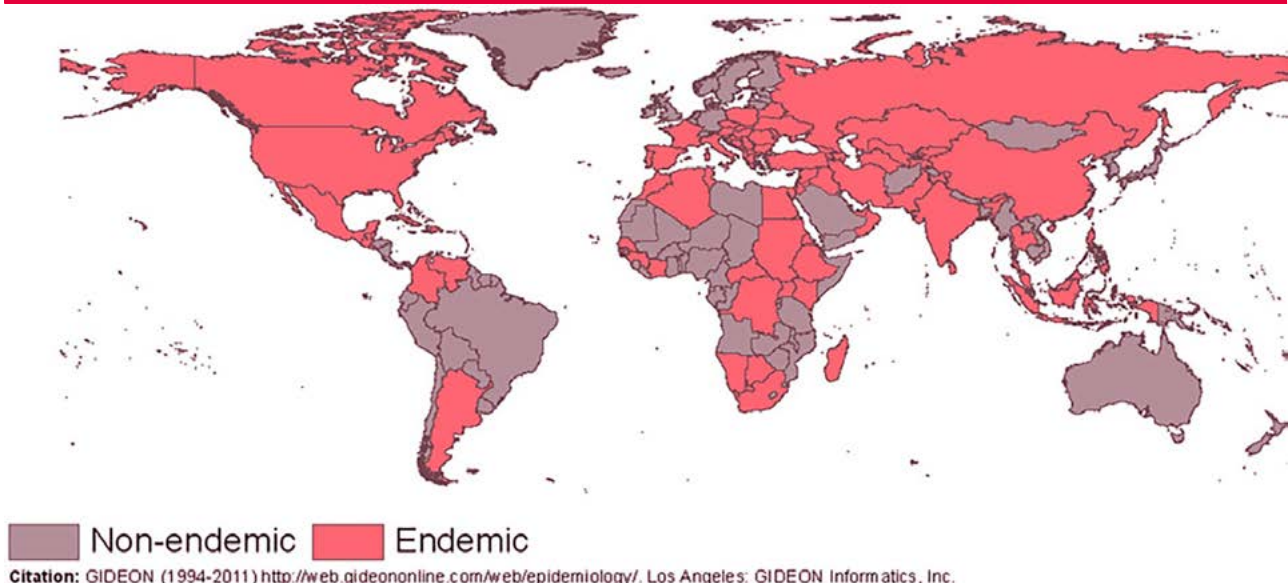 Non-endemic Endemic
Citation: GIDEON (1994-2011) http://web.gideononline.com/web/epidemiology/. Los Angeles: GIDEON Informatics, Inc.